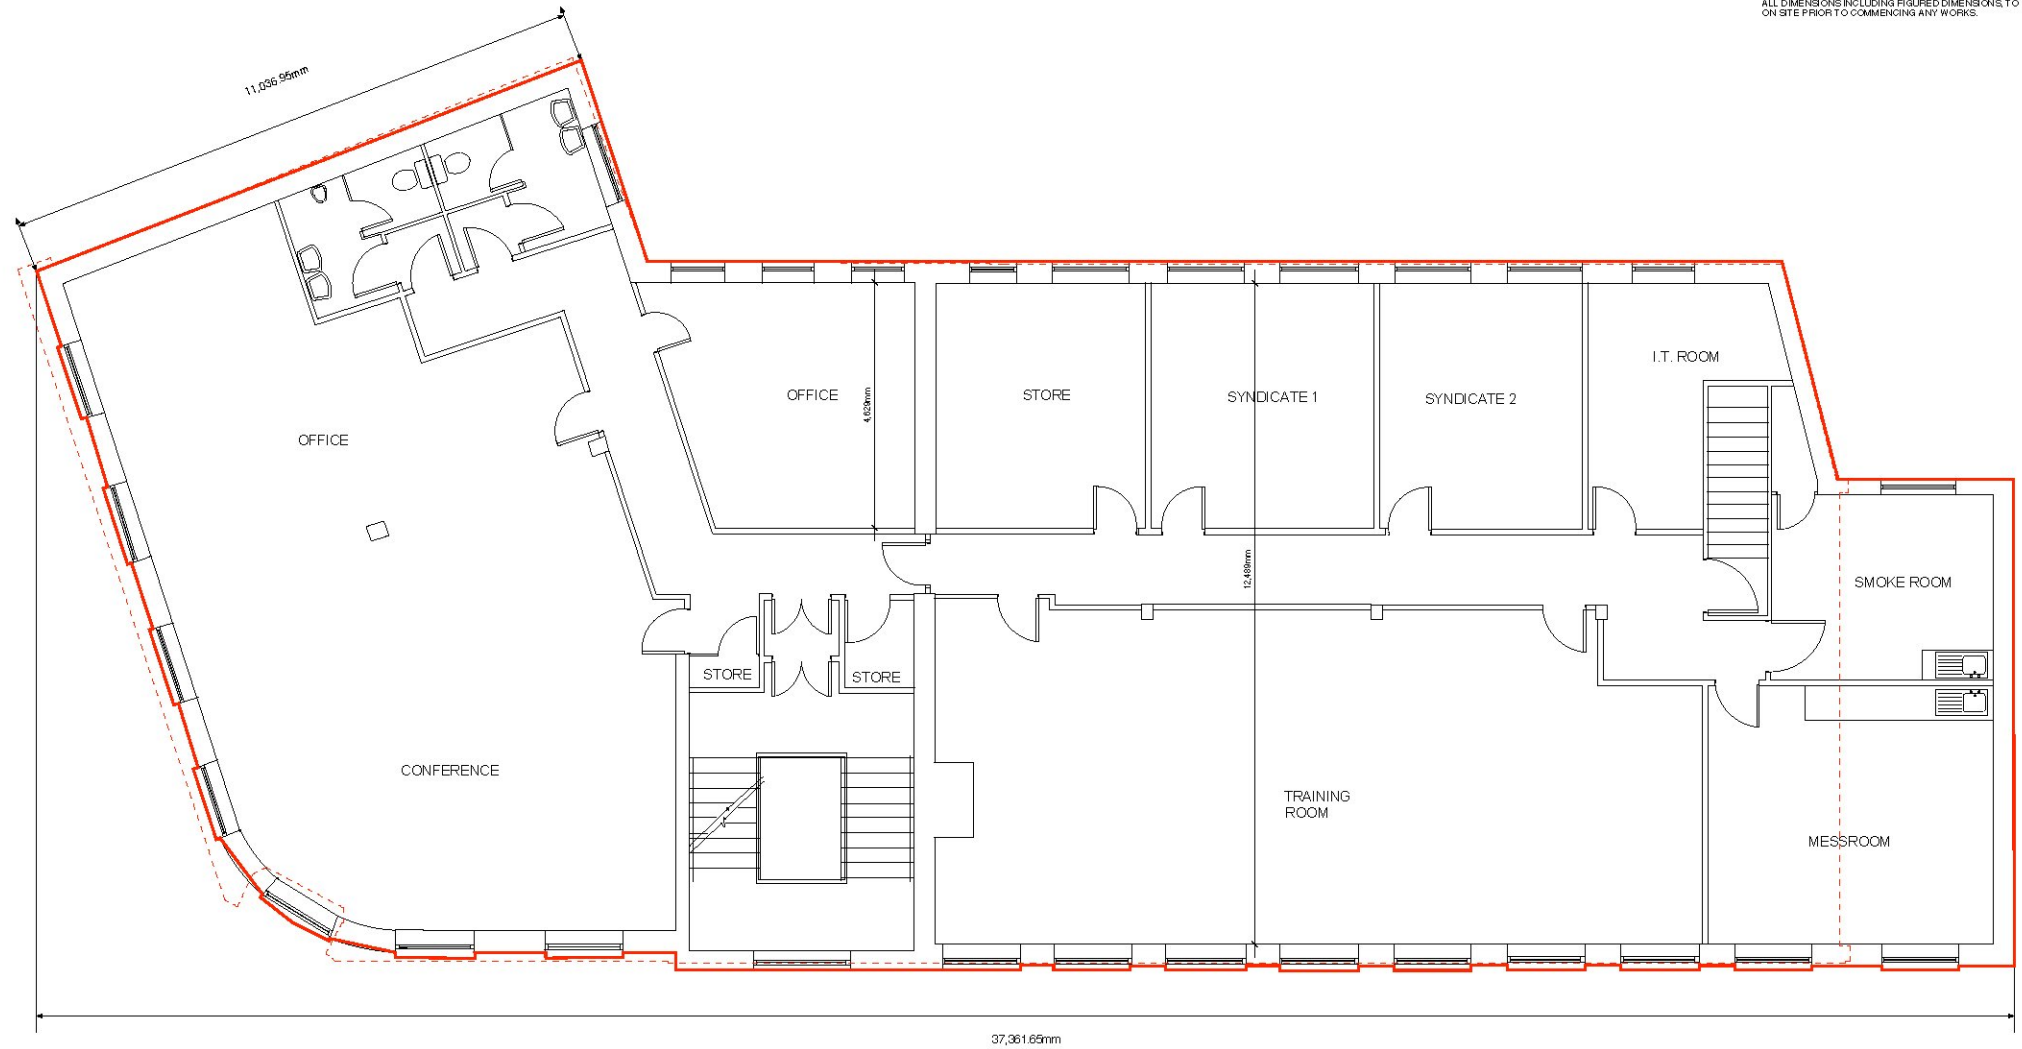 ALL DIMENSIONS INCLUDING FIGURED DIMENSIONS, TO
ON SITE PRIOR TO COMMENCING ANY WORKS.
11,036.95mm
I.T. ROOM
OFFICE
4,629mm
STORE
SYNDICATE 1
SYNDICATE 2
OFFICE
12,489mm
SMOKE ROOM
STORE
STORE
CONFERENCE
TRAINING
ROOM
MESSROOM
37,361.65mm